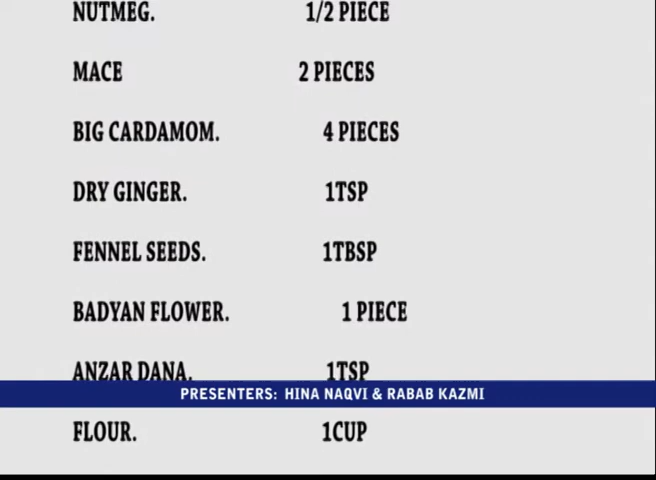 NUTMEG. 1/2 PIECE
MACE 2 PIECES
BIG CARDAMOM. 4 PIECES
DRY GINGER. 1TSP
FENNEL SEEDS. 1TBSP
BADYAN FLOWER. 1 PIECE
ANZAR DANA. 1TSP
PRESENTERS: HINA NAQVI & RABAB KAZMI
FLOUR. 1CUP